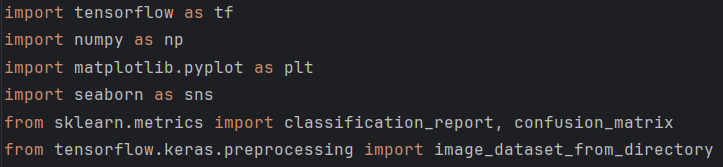 import tensorflow as tf
import numpy as np
import matplotlib.pyplot as plt
import seaborn as sns
from sklearn.metrics import classification_report, confusion_matrix
from tensorflow.keras.preprocessing import image_dataset_from_directory